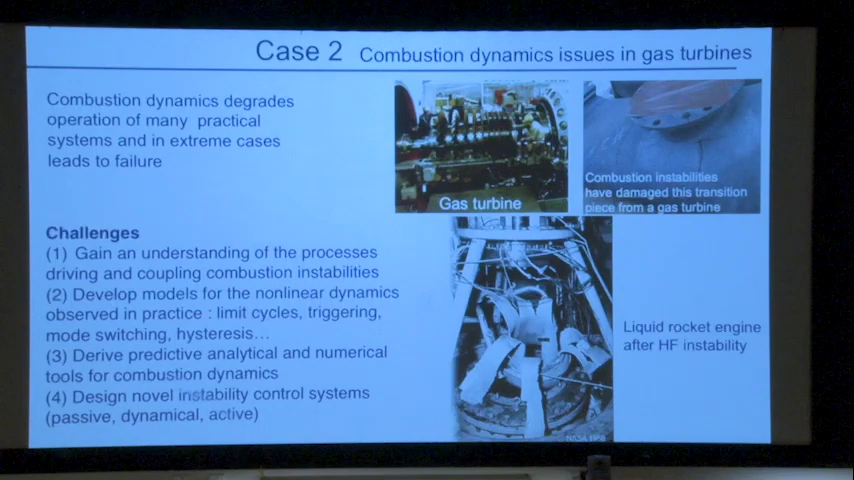 Case 2 Combustion dynamics issues in gas turbines
Combustion dynamics degrades
operation of many practical
systems and in extreme cases
leads to failure
Gas turbine
Combustion instabilities
have damaged this transition
piece from a gas turbine
Challenges
(1) Gain an understanding of the processes
driving and coupling combustion instabilities
(2) Develop models for the nonlinear dynamics
observed in practice : limit cycles, triggering,
mode switching, hysteresis…
(3) Derive predictive analytical and numerical
tools for combustion dynamics
(4) Design novel instability control systems
(passive, dynamical, active)
Liquid rocket engine
after HF instability